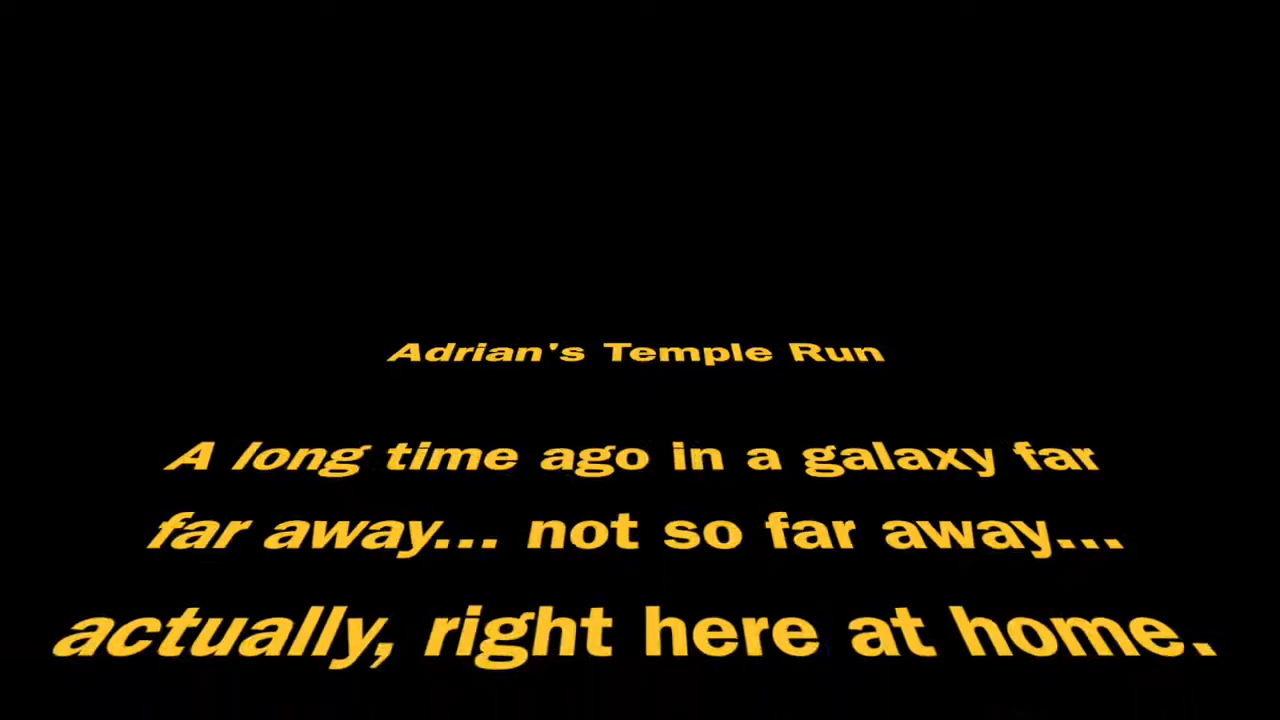 Adrian's Temple Run
A long time ago in a galaxy far
far away... not so far away...
actually, right here at home.